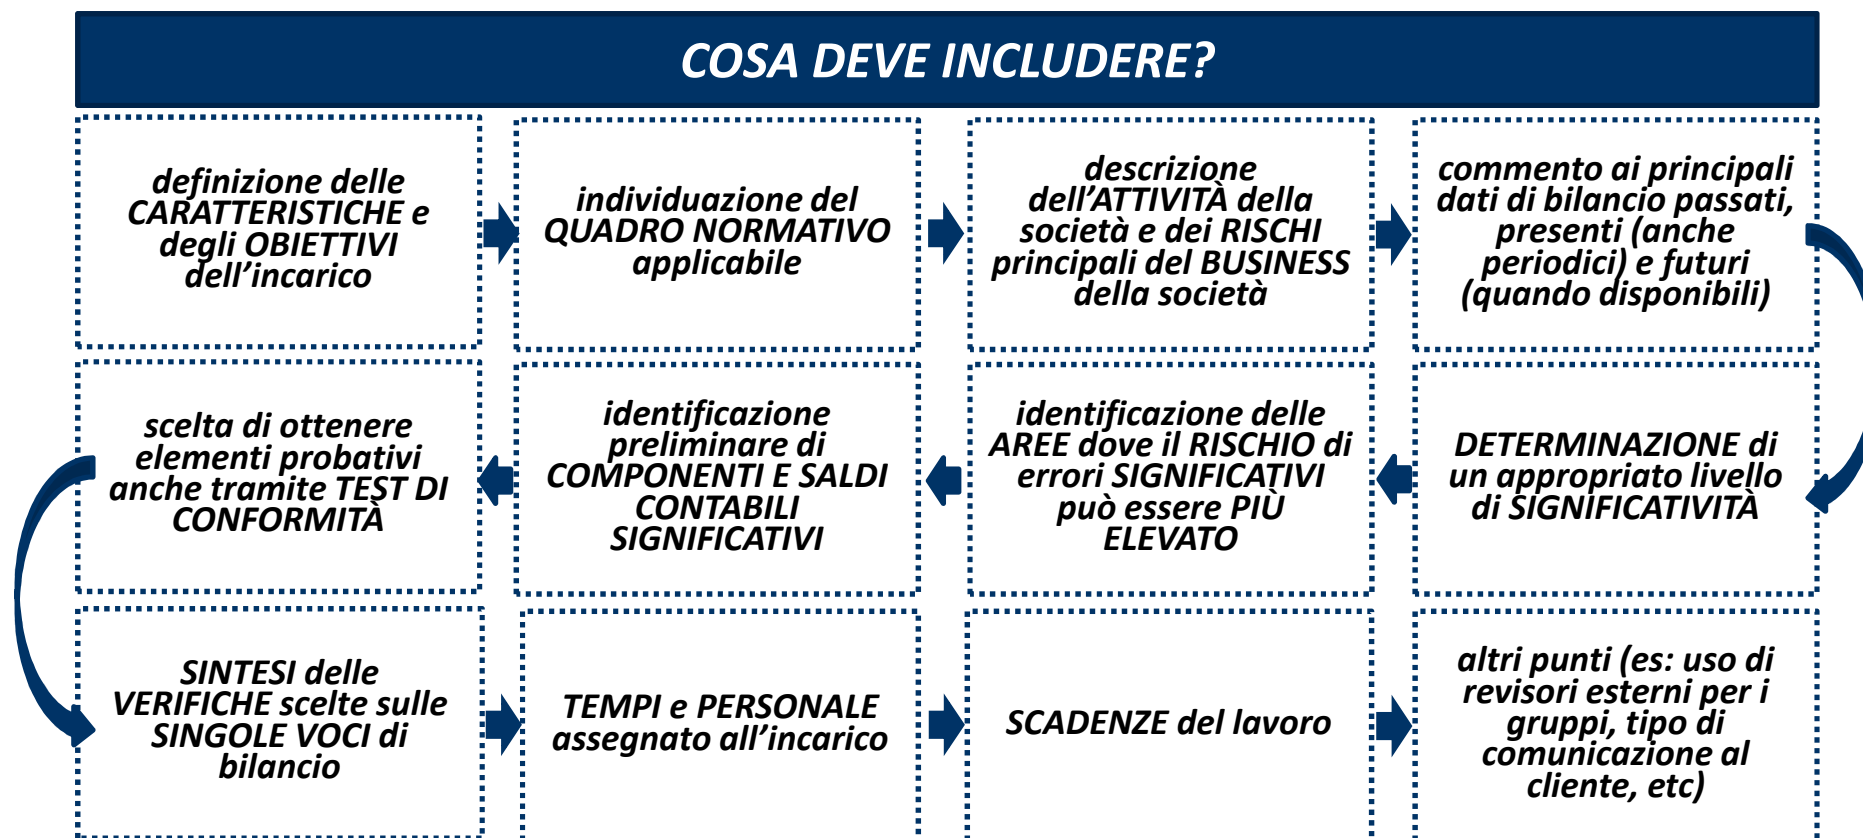 COSA DEVE INCLUDERE?
definizione delle
CARATTERISTICHE e
degli OBIETTIVI
dell'incarico
individuazione del
QUADRO NORMATIVO
applicabile
descrizione
dell'ATTIVITÀ della
società e dei RISCHI
principali del BUSINESS
della società
commento ai principali
dati di bilancio passati,
presenti (anche
periodici) e futuri
(quando disponibili)
DETERMINAZIONE di
un appropriato livello
di SIGNIFICATIVITÀ
identificazione delle
AREE dove il RISCHIO di
errori SIGNIFICATIVI
può essere PIÙ
ELEVATO
identificazione
preliminare di
COMPONENTI E SALDI
CONTABILI
SIGNIFICATIVI
scelta di ottenere
elementi probativi
anche tramite TEST DI
CONFORMITÀ
SINTESI delle
VERIFICHE scelte sulle
SINGOLE VOCI di
bilancio
TEMPI e PERSONALE
assegnato all'incarico
SCADENZE del lavoro
altri punti (es: uso di
revisori esterni per i
gruppi, tipo di
comunicazione al
cliente, etc)